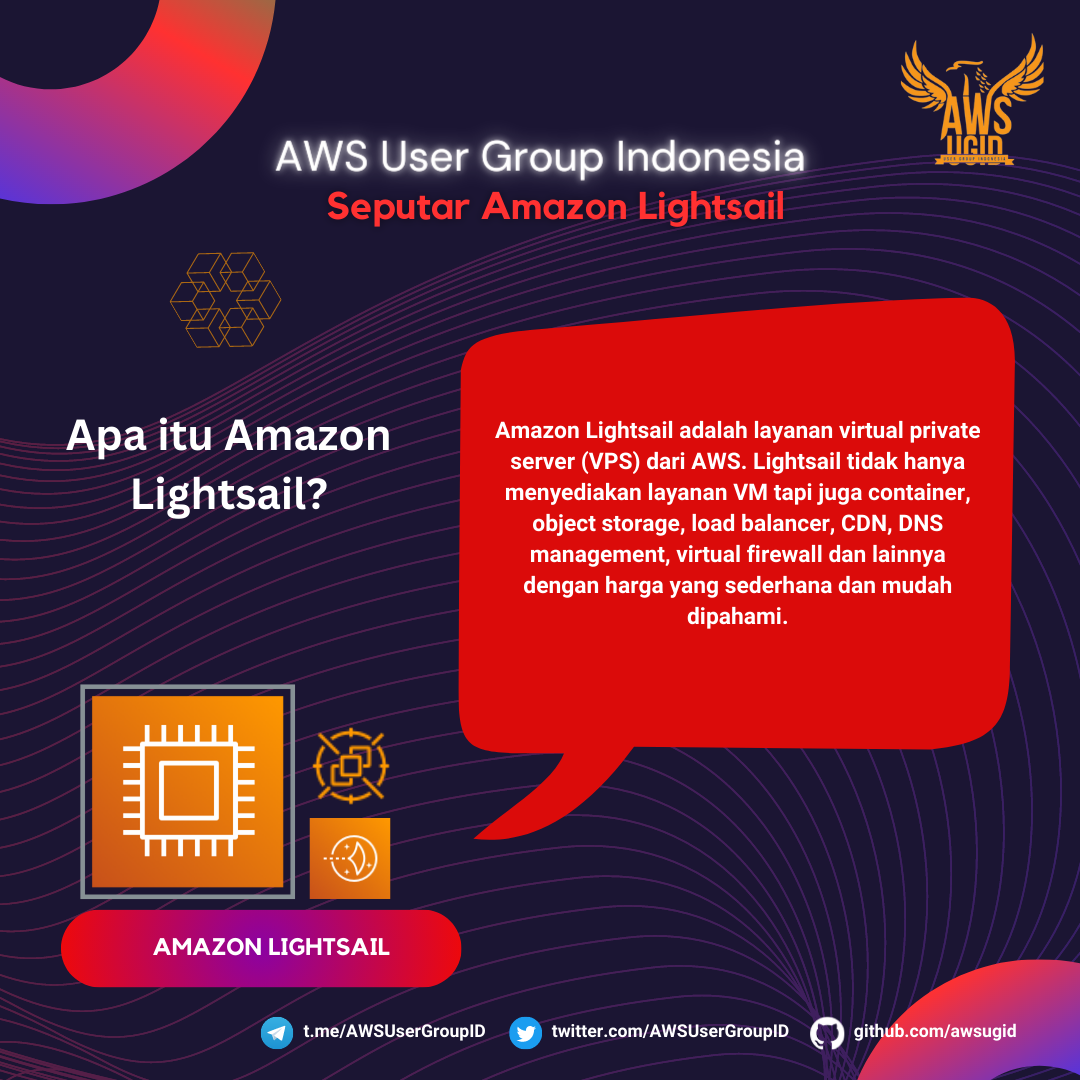 AWS
UGID
USER GROUP INDONESIA
AWS User Group Indonesia
Seputar Amazon Lightsail
Apa itu Amazon
Lightsail?
Amazon Lightsail adalah layanan virtual private
server (VPS) dari AWS. Lightsail tidak hanya
menyediakan layanan VM tapi juga container,
object storage, load balancer, CDN, DNS
management, virtual firewall dan lainnya
dengan harga yang sederhana dan mudah
dipahami.
AMAZON LIGHTSAIL
t.me/AWSUserGroupID
twitter.com/AWSUserGroupID
github.com/awsugid